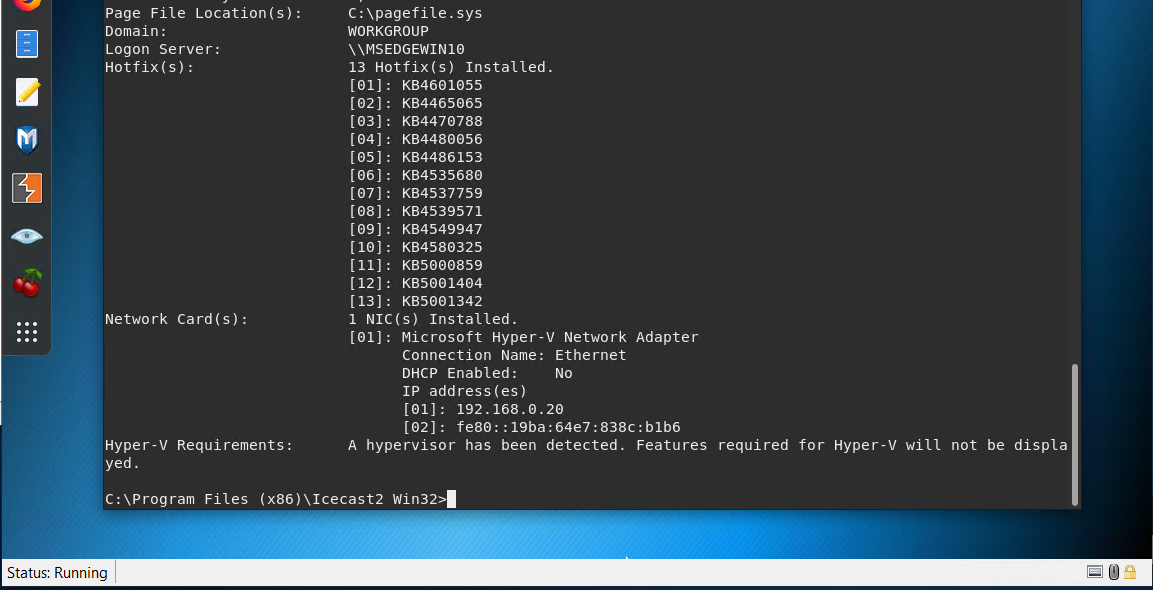 Page File Location(s):     C:\pagefile.sys
Domain:                    WORKGROUP
Logon Server:              \\MSEDGEWIN10
Hotfix(s):                 13 Hotfix(s) Installed.
                           [01]: KB4601055
                           [02]: KB4465065
                           [03]: KB4470788
                           [04]: KB4480056
                           [05]: KB4486153
                           [06]: KB4535680
                           [07]: KB4537759
                           [08]: KB4539571
                           [09]: KB4549947
                           [10]: KB4580325
                           [11]: KB5000859
                           [12]: KB5001404
                           [13]: KB5001342
Network Card(s):           1 NIC(s) Installed.
                           [01]: Microsoft Hyper-V Network Adapter
                                 Connection Name: Ethernet
                                 DHCP Enabled:    No
                                 IP address(es)
                                 [01]: 192.168.0.20
                                 [02]: fe80::19ba:64e7:838c:b1b6
Hyper-V Requirements:      A hypervisor has been detected. Features required for Hyper-V will not be displa
yed.
C:\Program Files (x86)\Icecast2 Win32>
Status: Running